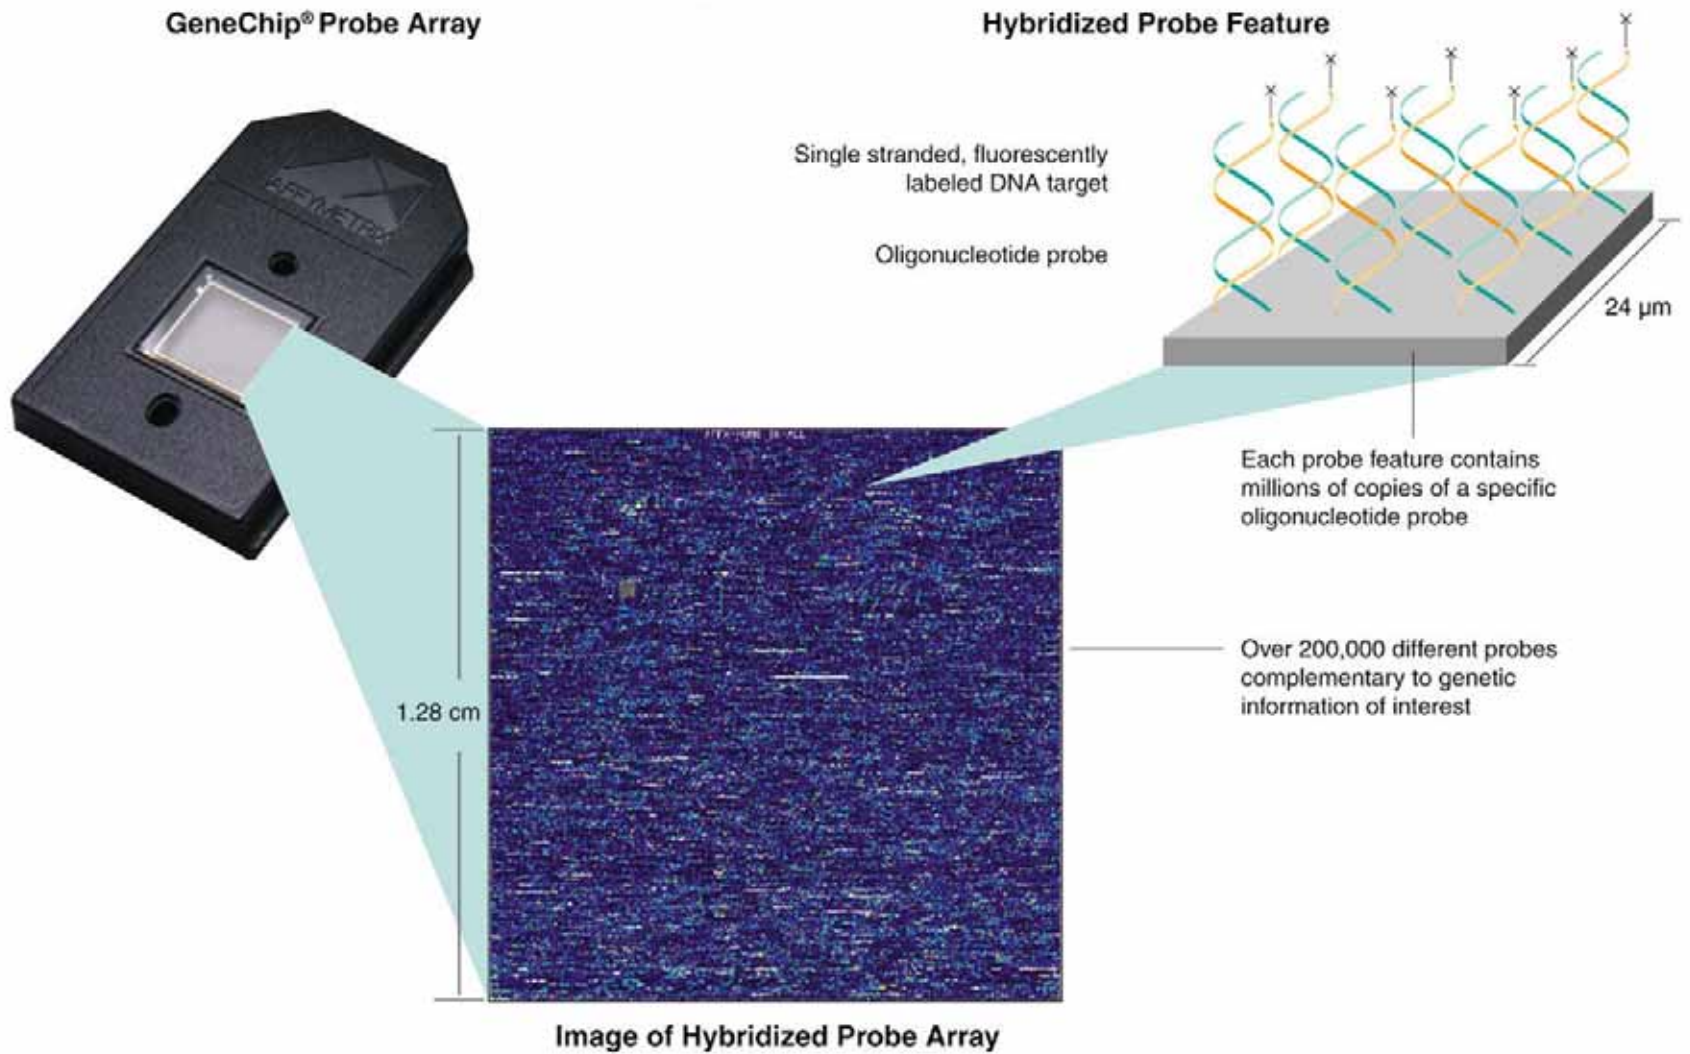 GeneChip® Probe Array
Hybridized Probe Feature
AFFYMETRIX
Single stranded, fluorescently
labeled DNA target
Oligonucleotide probe
24 µm
Each probe feature contains
millions of copies of a specific
oligonucleotide probe
Over 200,000 different probes
complementary to genetic
information of interest
1.28 cm
Image of Hybridized Probe Array